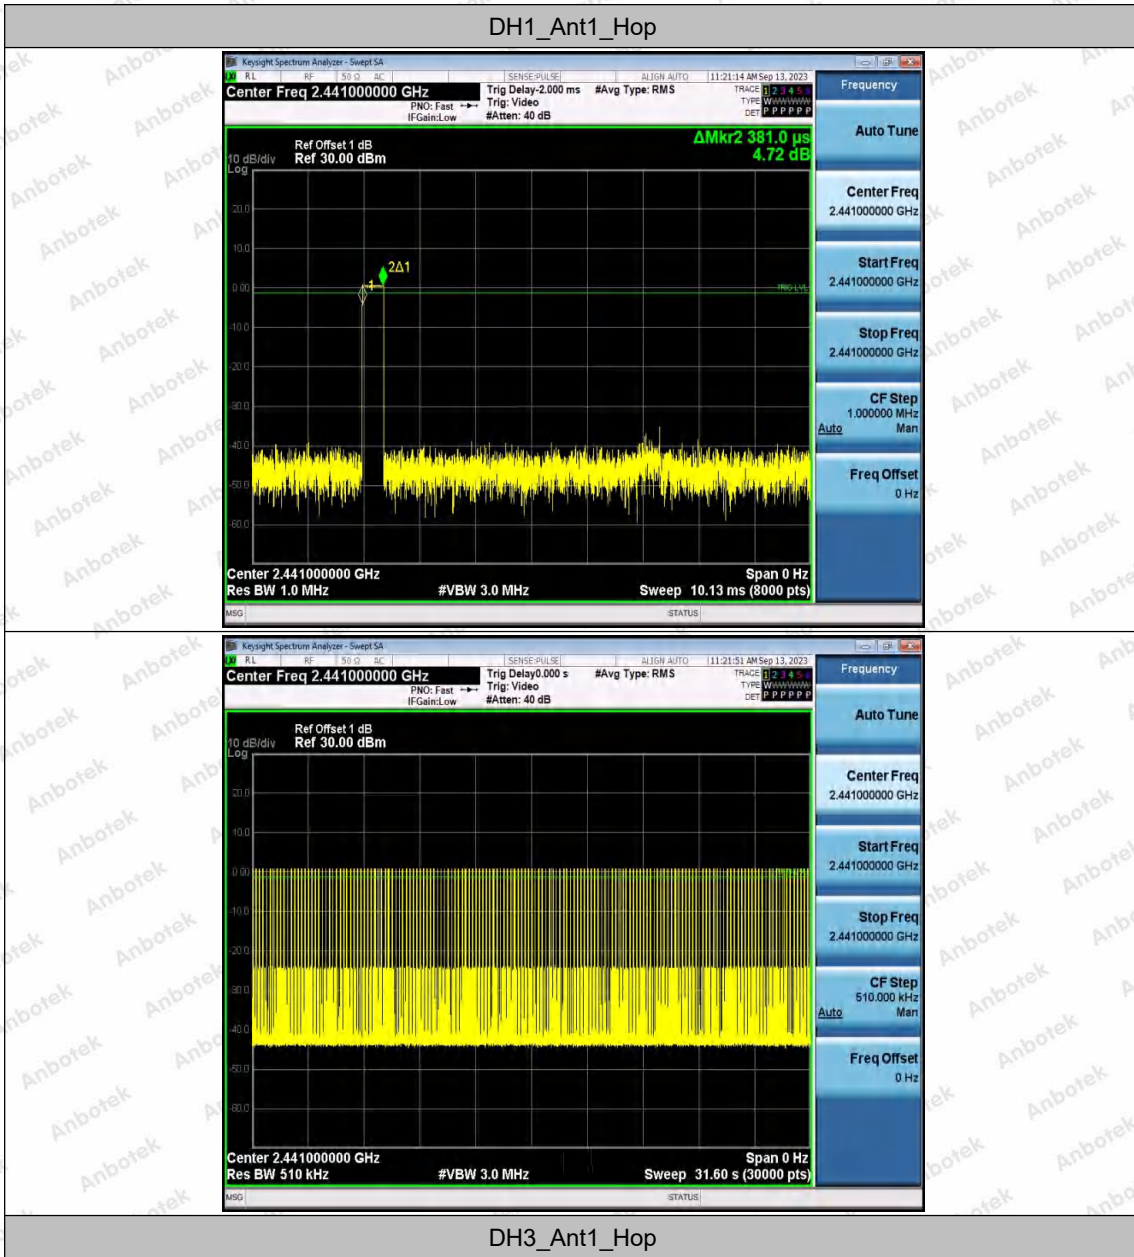 DH1_Ant1_Hop
Keysight Spectrum Analyzer - Swept SA
RL RF 50 Ω AC SENSE:PULSE ALIGN AUTO 11:21:14 AM Sep 13, 2023
Center Freq 2.441000000 GHz
Trig Delay-2.000 ms #Avg Type: RMS
TRACE 1 2 3 4 5 6
PNO: Fast Trig: Video
TYPE WWWWWW
IFGain:Low #Atten: 40 dB
DET P P P P P P
Frequency
Auto Tune
ΔMkr2 381.0 µs
4.72 dB
Ref Offset 1 dB
10 dB/div Ref 30.00 dBm
Log
20.0
10.0
0.00
-10.0
-20.0
-30.0
-40.0
-50.0
-60.0
1
2Δ1
TRIG LVL
Center Freq
2.441000000 GHz
Start Freq
2.441000000 GHz
Stop Freq
2.441000000 GHz
CF Step
1.000000 MHz
Auto Man
Freq Offset
0 Hz
Center 2.441000000 GHz Span 0 Hz
Res BW 1.0 MHz #VBW 3.0 MHz Sweep 10.13 ms (8000 pts)
MSG STATUS
Keysight Spectrum Analyzer - Swept SA
RL RF 50 Ω AC SENSE:PULSE ALIGN AUTO 11:21:51 AM Sep 13, 2023
Center Freq 2.441000000 GHz
Trig Delay0.000 s #Avg Type: RMS
TRACE 1 2 3 4 5 6
PNO: Fast Trig: Video
TYPE WWWWWW
IFGain:Low #Atten: 40 dB
DET P P P P P P
Frequency
Auto Tune
Ref Offset 1 dB
10 dB/div Ref 30.00 dBm
Log
20.0
10.0
0.00
-10.0
-20.0
-30.0
-40.0
-50.0
-60.0
Center Freq
2.441000000 GHz
Start Freq
2.441000000 GHz
Stop Freq
2.441000000 GHz
CF Step
510.000 kHz
Auto Man
Freq Offset
0 Hz
Center 2.441000000 GHz Span 0 Hz
Res BW 510 kHz #VBW 3.0 MHz Sweep 31.60 s (30000 pts)
MSG STATUS
DH3_Ant1_Hop